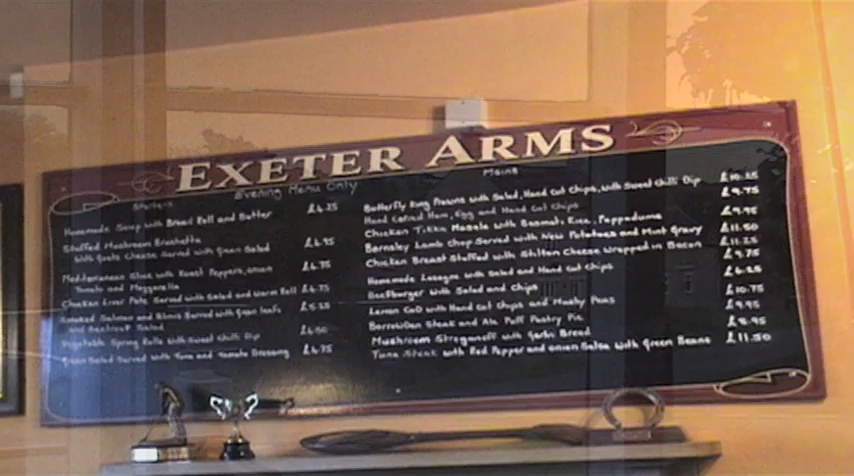 EXETER ARMS
Evening Menu Only
Starters
Homemade Soup with Bread Roll and Butter £4.25
Stuffed Mushroom Brushetta
with Goats Cheese Served with Green Salad £4.95
Mediterranean Slice with Roast Peppers, onion £4.75
Tomato and Mozzarella
Chicken Liver Pate Served with Salad and Warm Roll £4.75
Smoked Salmon and Served with Green leafs £5.25
and Beetroot Salad
Vegetable Spring Rolls with Sweet Chilli Dip £4.50
Green Salad Served with Tuna and Tomato Dressing £4.75
Mains
Butterfly King Prawns with Salad, Hand Cut Chips, with Sweet Chilli Dip £10.25
Hand Carved Ham, Egg and Hand Cut Chips £9.75
Chicken Tikka Masala with Basmati Rice, Poppadums £9.95
Barnsley Lamb Chop Served with New Potatoes and Mint Gravy £11.50
Chicken Breast Stuffed with Stilton Cheese Wrapped in Bacon £11.25
Homemade Lasagne with Salad and Hand Cut Chips £9.75
Beefburger with Salad and Chips £6.25
Lemon CoD with Hand Cut Chips and Mushy Peas £10.75
Barrowden Steak and Ale Puff Pastry Pie £9.95
Mushroom Stroganoff with Garlic Bread £8.95
Tuna Steak with Red Pepper and onion Salsa with Green Beans £11.50